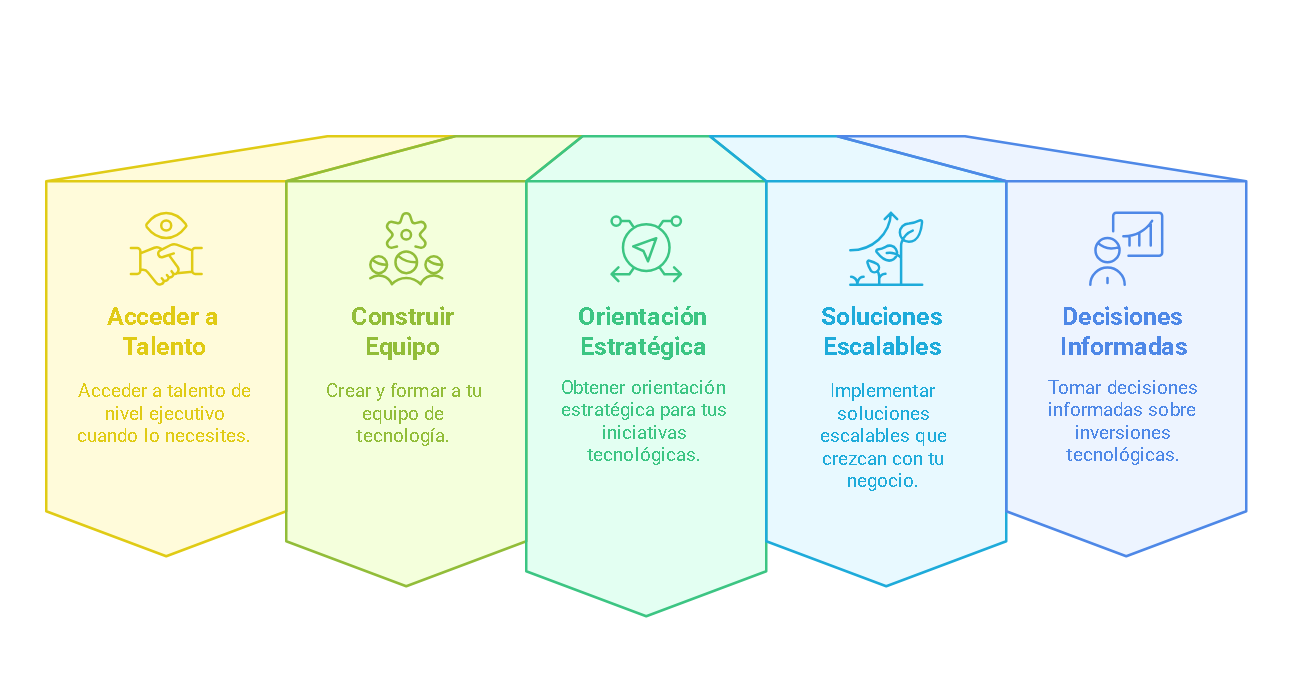 Acceder a
Talento
Acceder a talento de
nivel ejecutivo
cuando lo necesites.
Construir
Equipo
Crear y formar a tu
equipo de
tecnología.
Orientación
Estratégica
Obtener orientación
estratégica para tus
iniciativas
tecnológicas.
Soluciones
Escalables
Implementar
soluciones
escalables que
crezcan con tu
negocio.
Decisiones
Informadas
Tomar decisiones
informadas sobre
inversiones
tecnológicas.